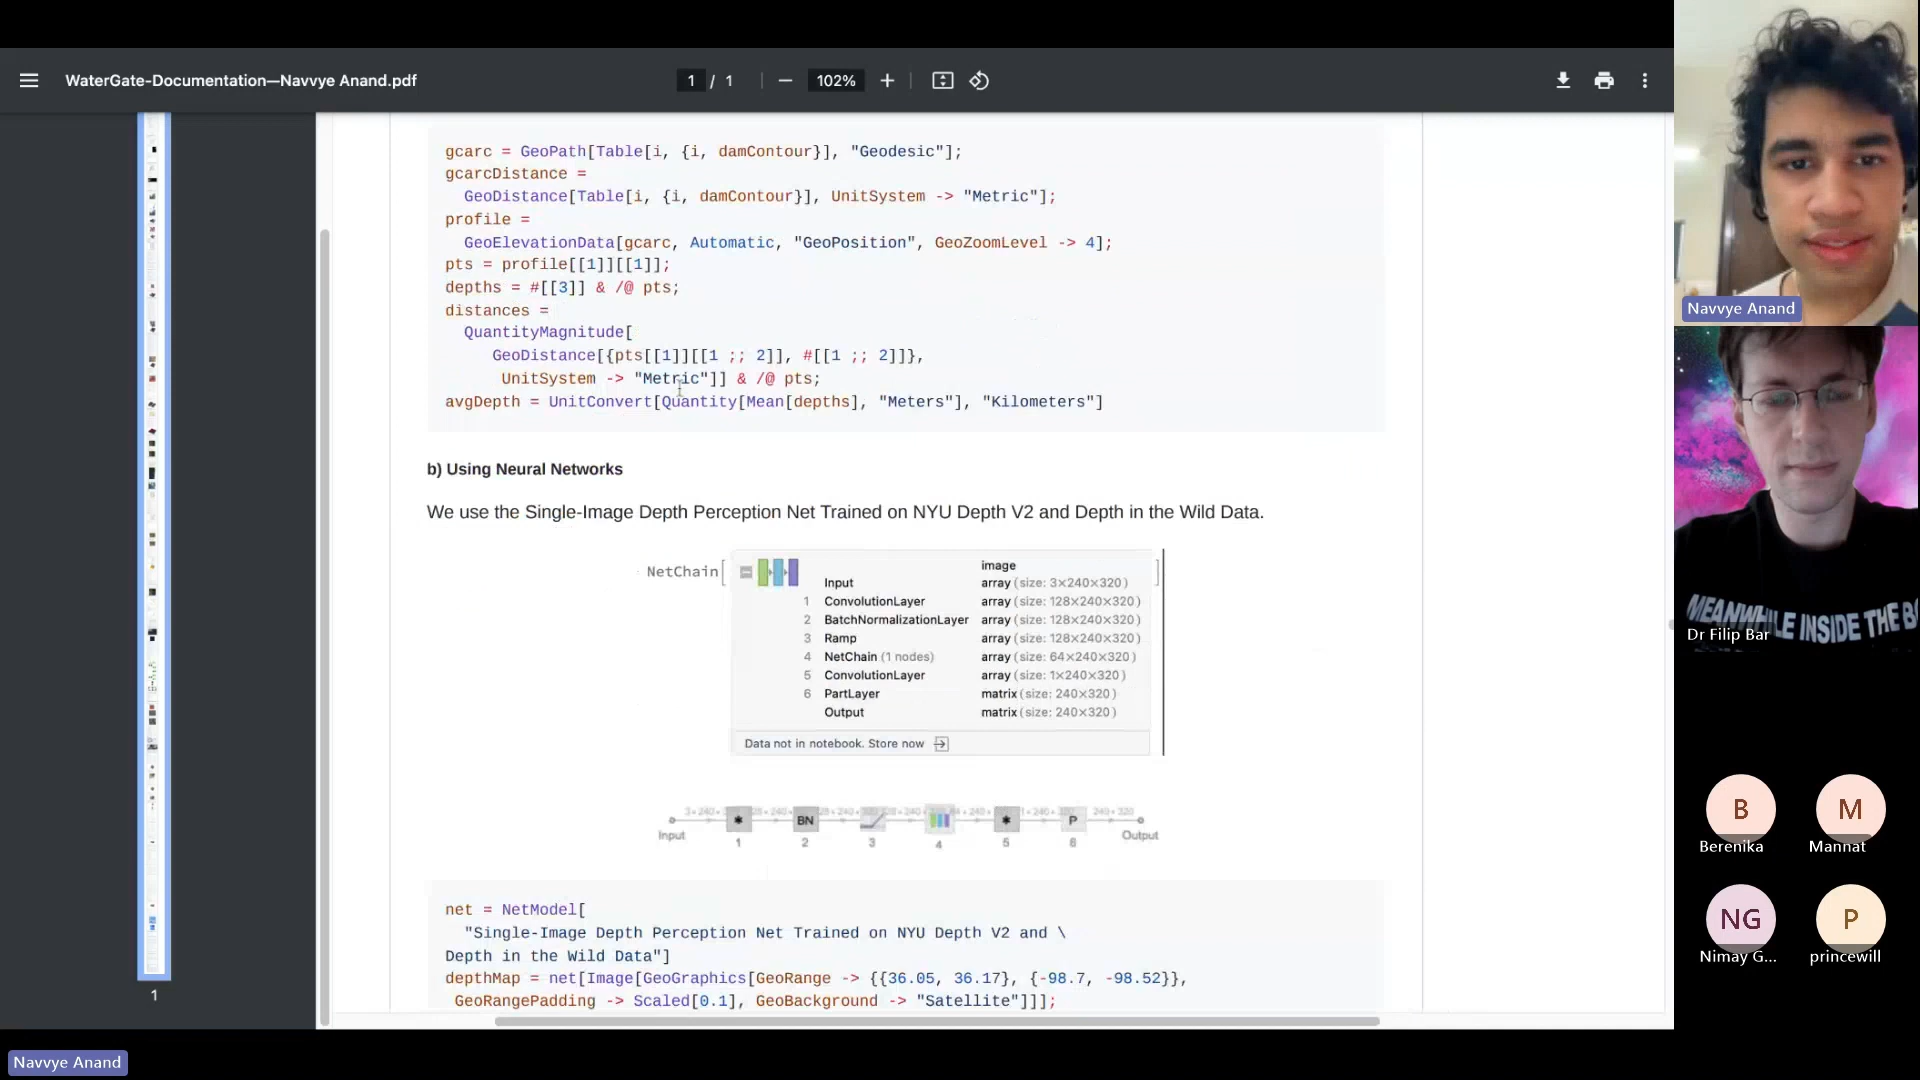 WaterGate-Documentation—Navvye Anand.pdf
1 / 1
102%
gcarc = GeoPath[Table[i, {i, damContour}], "Geodesic"];
gcarcDistance =
GeoDistance[Table[i, {i, damContour}], UnitSystem -> "Metric"];
profile =
GeoElevationData[gcarc, Automatic, "GeoPosition", GeoZoomLevel -> 4];
pts = profile[[1]][[1]];
depths = #[[3]] & /@ pts;
distances =
QuantityMagnitude[
GeoDistance[{pts[[1]][[1 ;; 2]], #[[1 ;; 2]]},
UnitSystem -> "Metric"]] & /@ pts;
avgDepth = UnitConvert[Quantity[Mean[depths], "Meters"], "Kilometers"]
b) Using Neural Networks
We use the Single-Image Depth Perception Net Trained on NYU Depth V2 and Depth in the Wild Data.
NetChain[
image
Input array (size: 3×240×320)
1 ConvolutionLayer array (size: 128×240×320)
2 BatchNormalizationLayer array (size: 128×240×320)
3 Ramp array (size: 128×240×320)
4 NetChain (1 nodes) array (size: 64×240×320)
5 ConvolutionLayer array (size: 1×240×320)
6 PartLayer matrix (size: 240×320)
Output matrix (size: 240×320)
]
Data not in notebook. Store now
* BN * P
Input 1 2 3 4 5 6 Output
net = NetModel[
"Single-Image Depth Perception Net Trained on NYU Depth V2 and \
Depth in the Wild Data"]
depthMap = net[Image[GeoGraphics[GeoRange -> {{36.05, 36.17}, {-98.7, -98.52}},
GeoRangePadding -> Scaled[0.1], GeoBackground -> "Satellite"]]];
1
Navvye Anand
Navvye Anand
MEANWHILE INSIDE THE
Dr Filip Bar
B
Berenika
M
Mannat
NG
Nimay G...
P
princewill